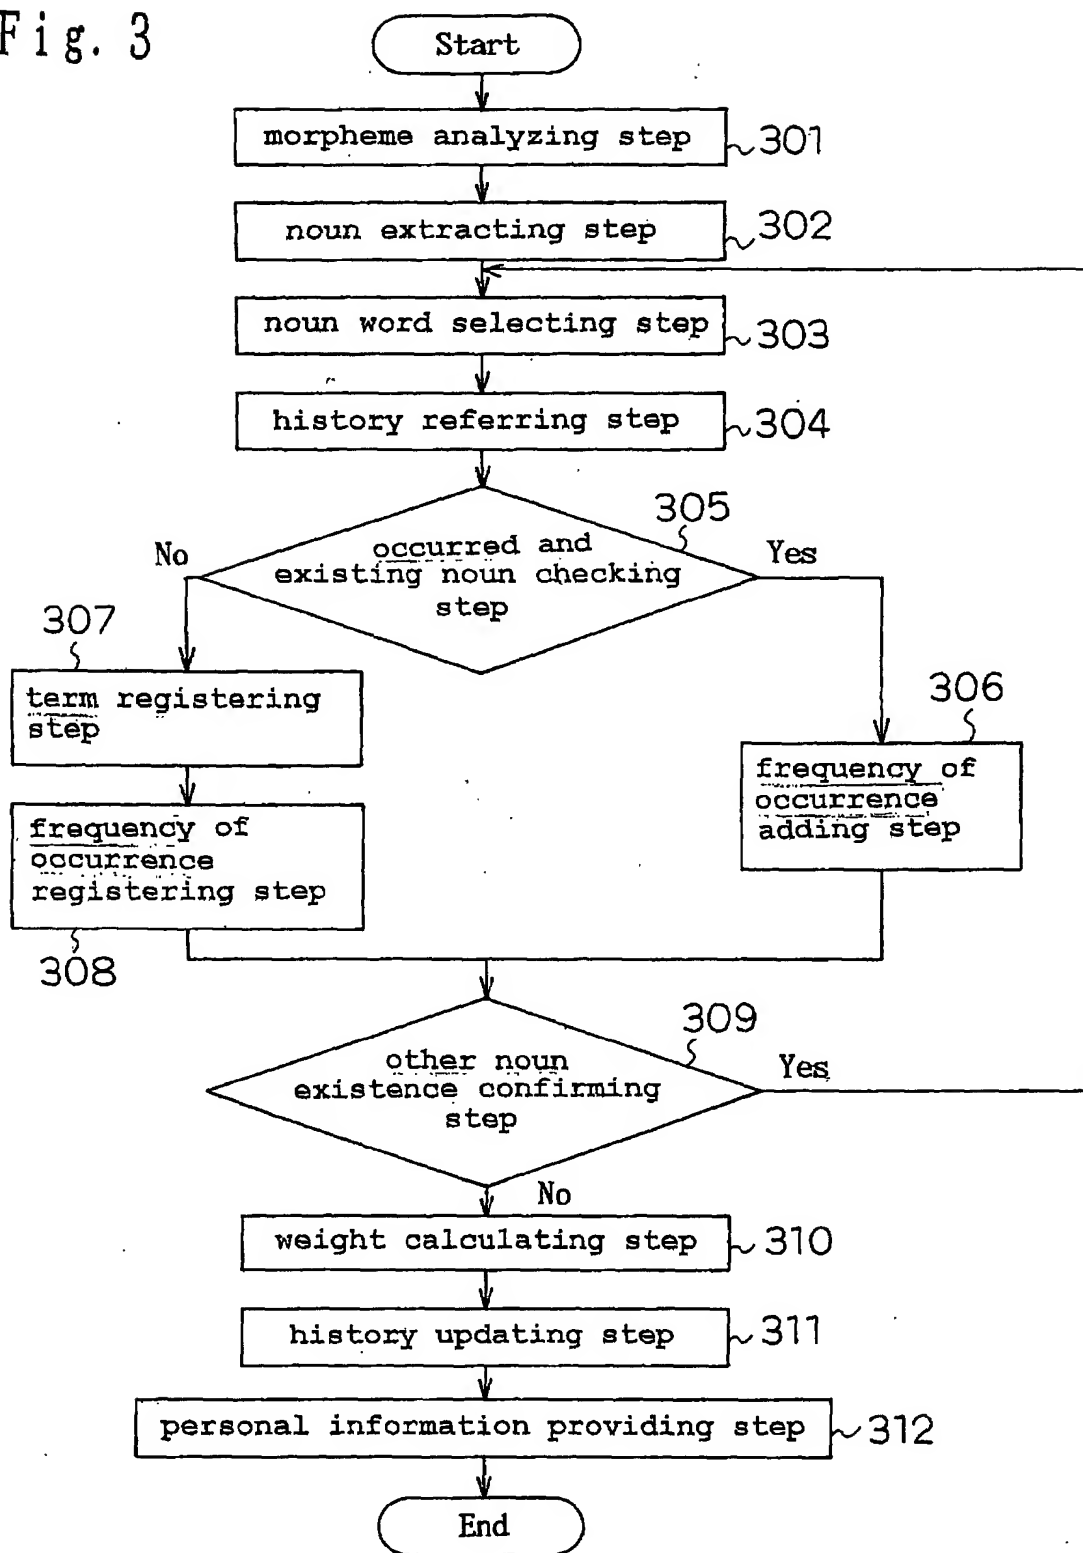 Fig. 3
Start
morpheme analyzing step
301
noun extracting step
302
noun word selecting step
303
history referring step
304
305
No
Yes
occurred and
existing noun checking
step
307
term registering
step
306
frequency of
occurrence
adding step
frequency of
occurrence
registering step
308
309
other noun
existence confirming
step
Yes
No
weight calculating step
310
history updating step
311
personal information providing step
312
End